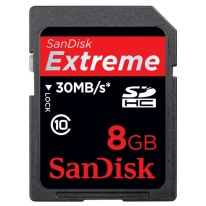 SanDisk
Extreme
30MB/s*
SD
HC
LOCK
10
8GB
SanDisk